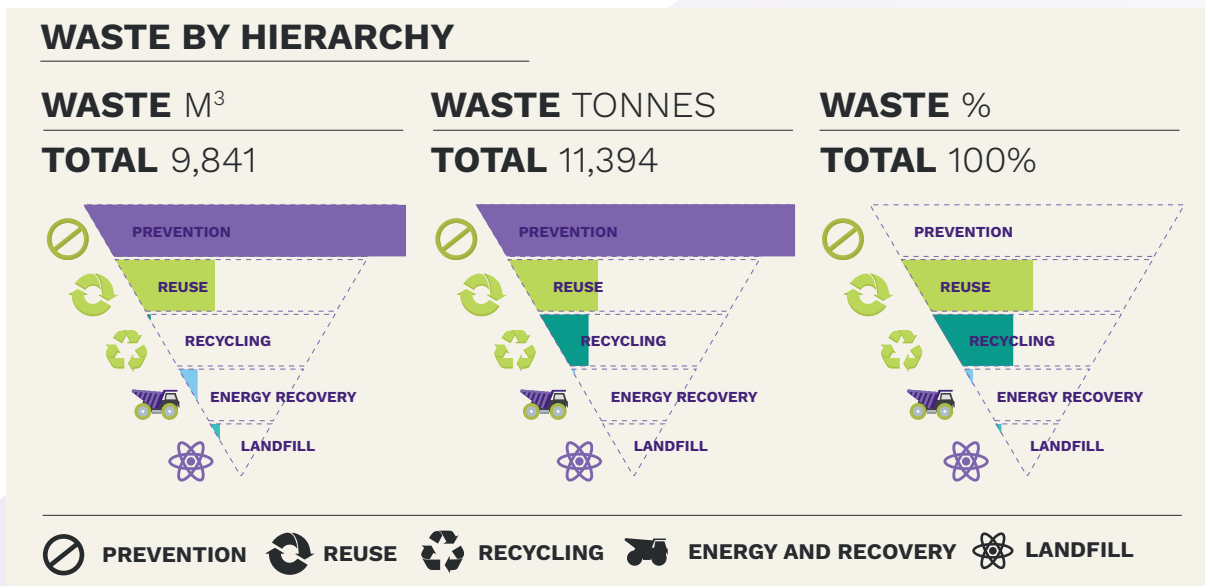 WASTE BY HIERARCHY
WASTE M³
TOTAL 9,841
PREVENTION
REUSE
RECYCLING
ENERGY RECOVERY
LANDFILL
WASTE TONNES
TOTAL 11,394
PREVENTION
REUSE
RECYCLING
ENERGY RECOVERY
LANDFILL
WASTE %
TOTAL 100%
PREVENTION
REUSE
RECYCLING
ENERGY RECOVERY
LANDFILL
PREVENTION REUSE RECYCLING ENERGY AND RECOVERY LANDFILL